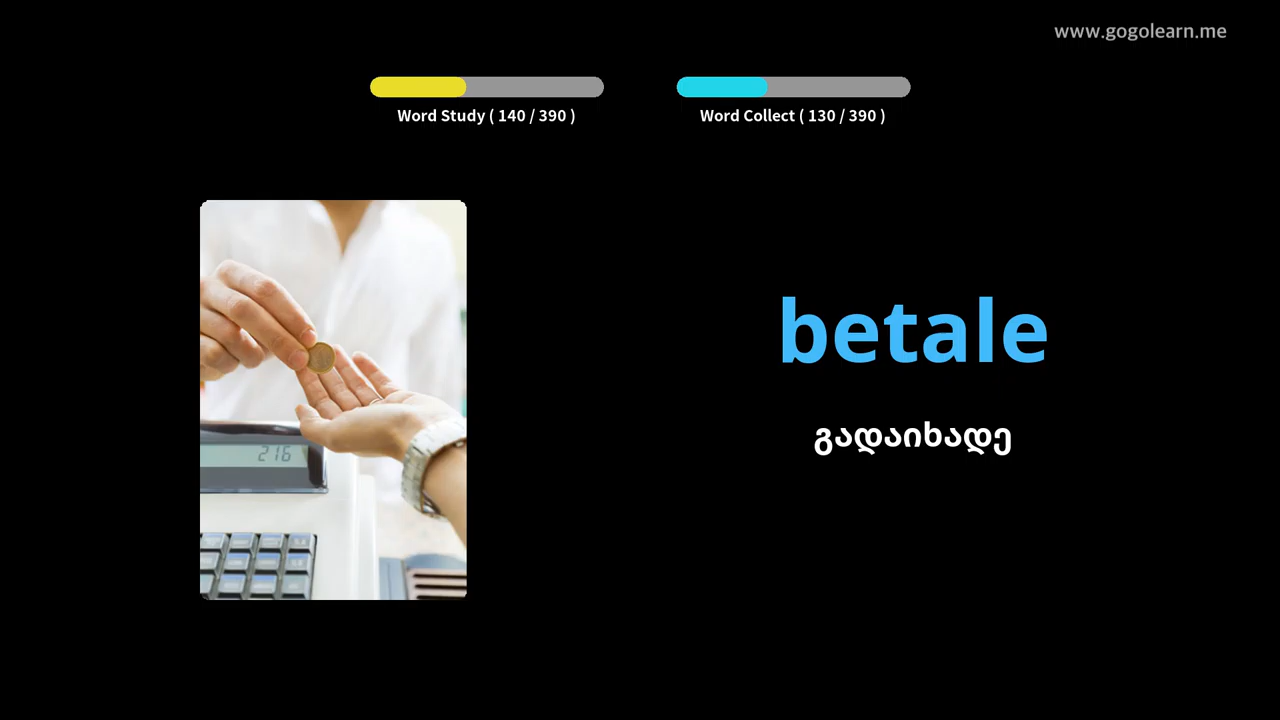 www.gogolearn.me
Word Study ( 140 / 390 )
Word Collect ( 130 / 390 )
216
betale
გადაიხადე